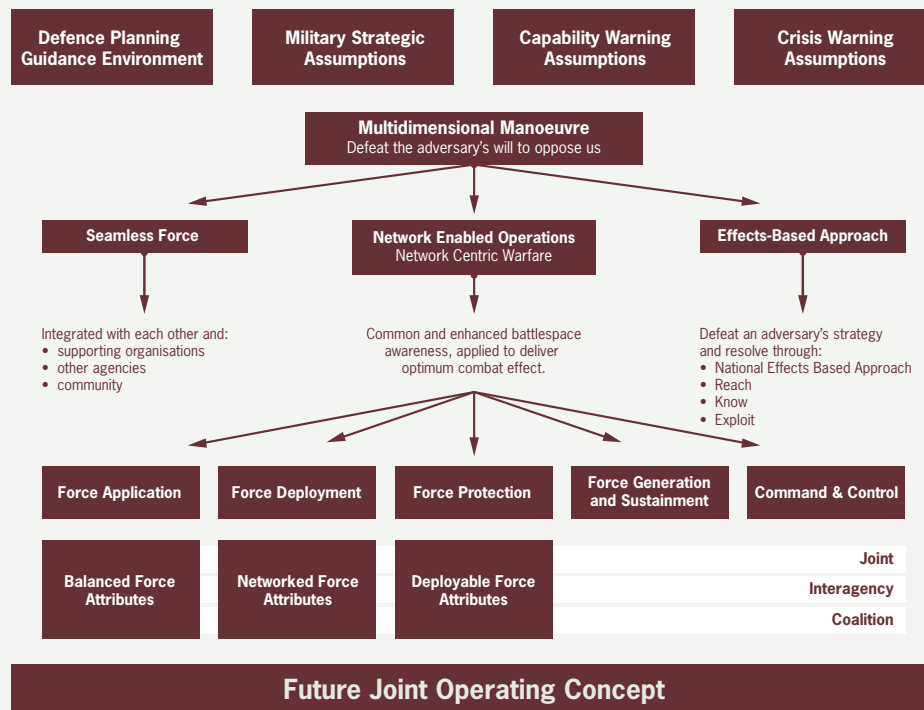 Defence Planning
Guidance Environment
Military Strategic
Assumptions
Capability Warning
Assumptions
Crisis Warning
Assumptions
Multidimensional Manoeuvre
Defeat the adversary's will to oppose us
Seamless Force
Network Enabled Operations
Network Centric Warfare
Effects-Based Approach
Integrated with each other and:
• supporting organisations
• other agencies
• community
Common and enhanced battlespace
awareness, applied to deliver
optimum combat effect.
Defeat an adversary's strategy
and resolve through:
• National Effects Based Approach
• Reach
• Know
• Exploit
Force Application
Force Deployment
Force Protection
Force Generation
and Sustainment
Command & Control
Balanced Force
Attributes
Networked Force
Attributes
Deployable Force
Attributes
Joint
Interagency
Coalition
Future Joint Operating Concept